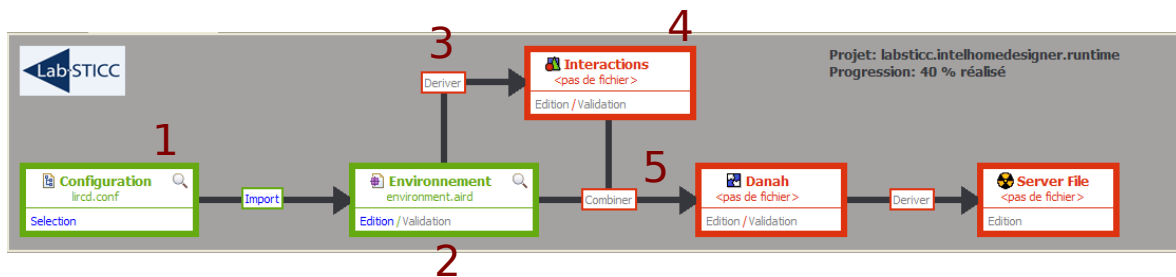 Lab-STICC
Projet: labsticc.intelhomedesigner.runtime
Progression: 40 % réalisé
3
4
Deriver
Interactions
<pas de fichier>
Edition / Validation
1
Configuration
lircd.conf
Selection
Import
Environnement
environment.aird
Edition / Validation
2
5
Combiner
Danah
<pas de fichier>
Edition / Validation
Deriver
Server File
<pas de fichier>
Edition